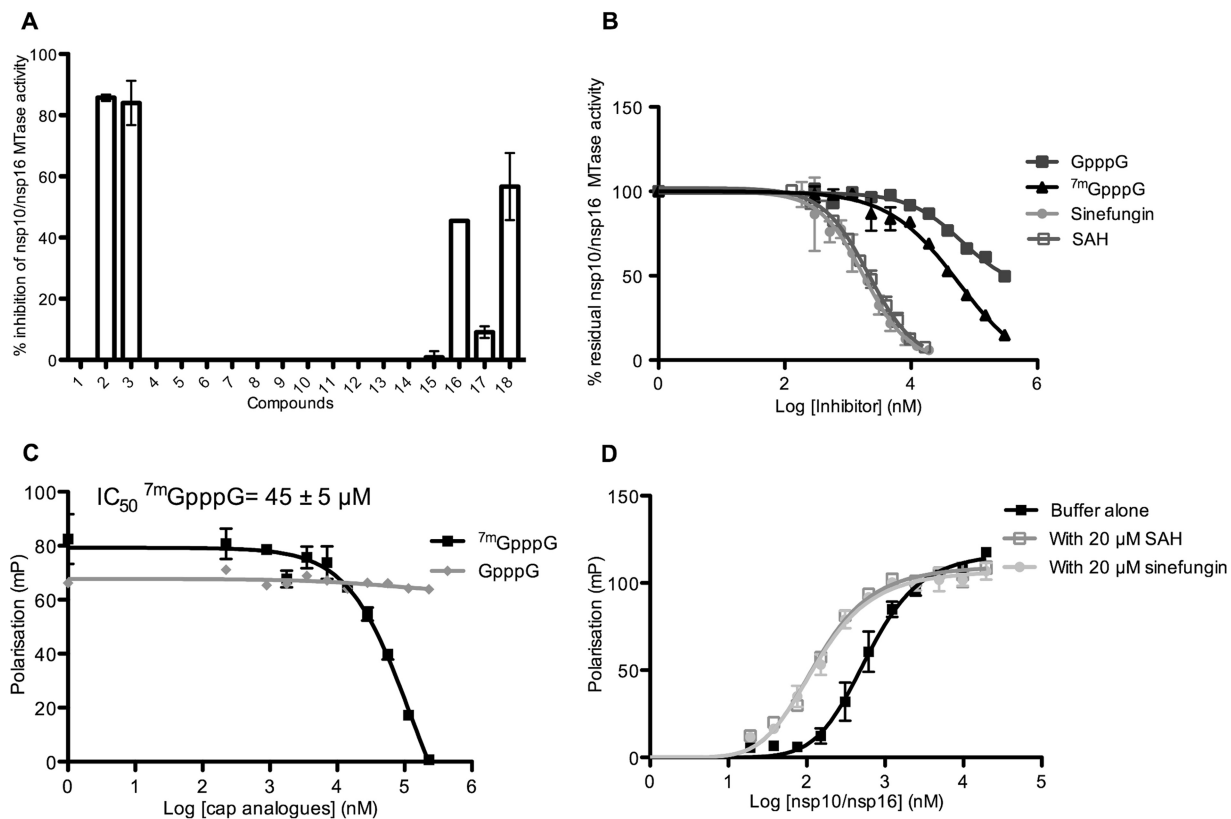 A
% inhibition of nsp10/nsp16 MTase activity
100
80
60
40
20
0
1 2 3 4 5 6 7 8 9 10 11 12 13 14 15 16 17 18
Compounds
B
% residual nsp10/nsp16 MTase activity
150
100
50
0
0 2 4 6
Log [Inhibitor] (nM)
GpppG
7mGpppG
Sinefungin
SAH
C
IC50 7mGpppG= 45 ± 5 µM
Polarisation (mP)
100
80
60
40
20
0
0 1 2 3 4 5 6
Log [cap analogues] (nM)
7mGpppG
GpppG
D
Polarisation (mP)
150
100
50
0
0 1 2 3 4 5
Log [nsp10/nsp16] (nM)
Buffer alone
With 20 µM SAH
With 20 µM sinefungin